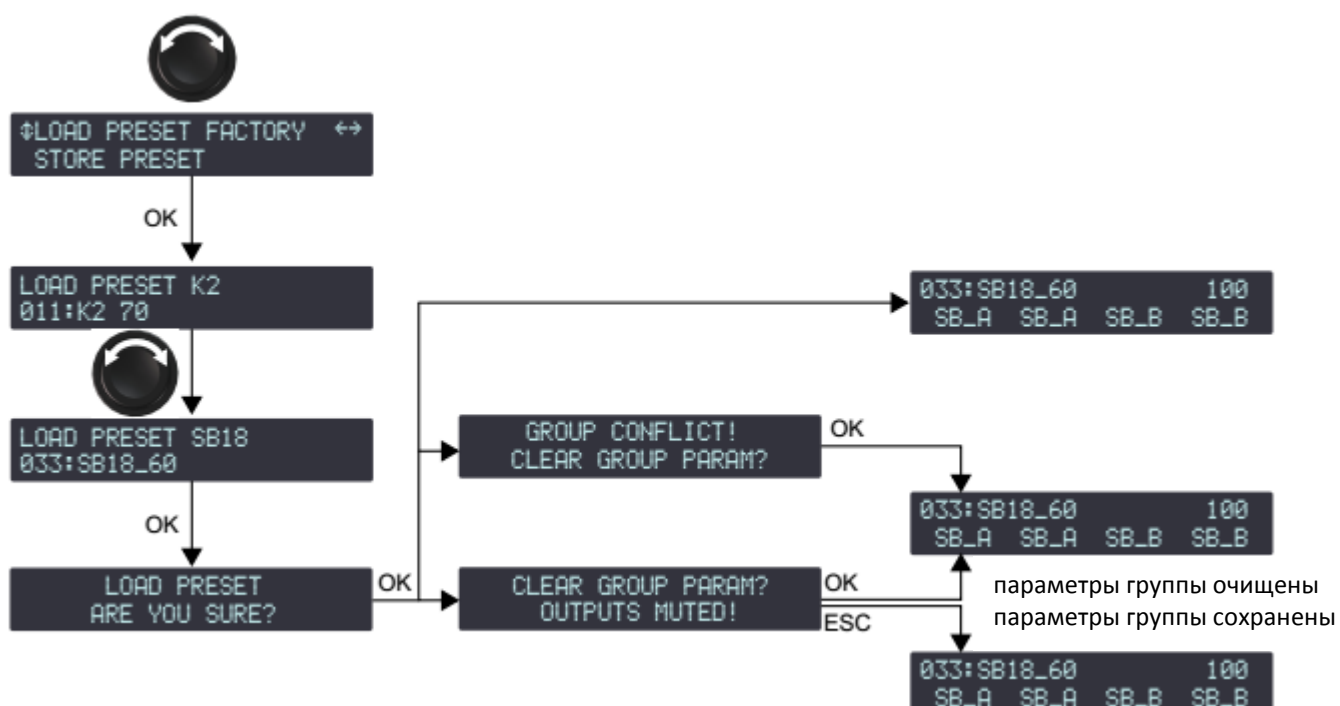 ⇕LOAD PRESET FACTORY ↔
STORE PRESET
OK
LOAD PRESET K2
011:K2 70
LOAD PRESET SB18
033:SB18_60
OK
LOAD PRESET
ARE YOU SURE?
OK
033:SB18_60 100
SB_A SB_A SB_B SB_B
GROUP CONFLICT!
CLEAR GROUP PARAM?
OK
033:SB18_60 100
SB_A SB_A SB_B SB_B
CLEAR GROUP PARAM?
OUTPUTS MUTED!
OK
ESC
параметры группы очищены
параметры группы сохранены
033:SB18_60 100
SB_A SB_A SB_B SB_B